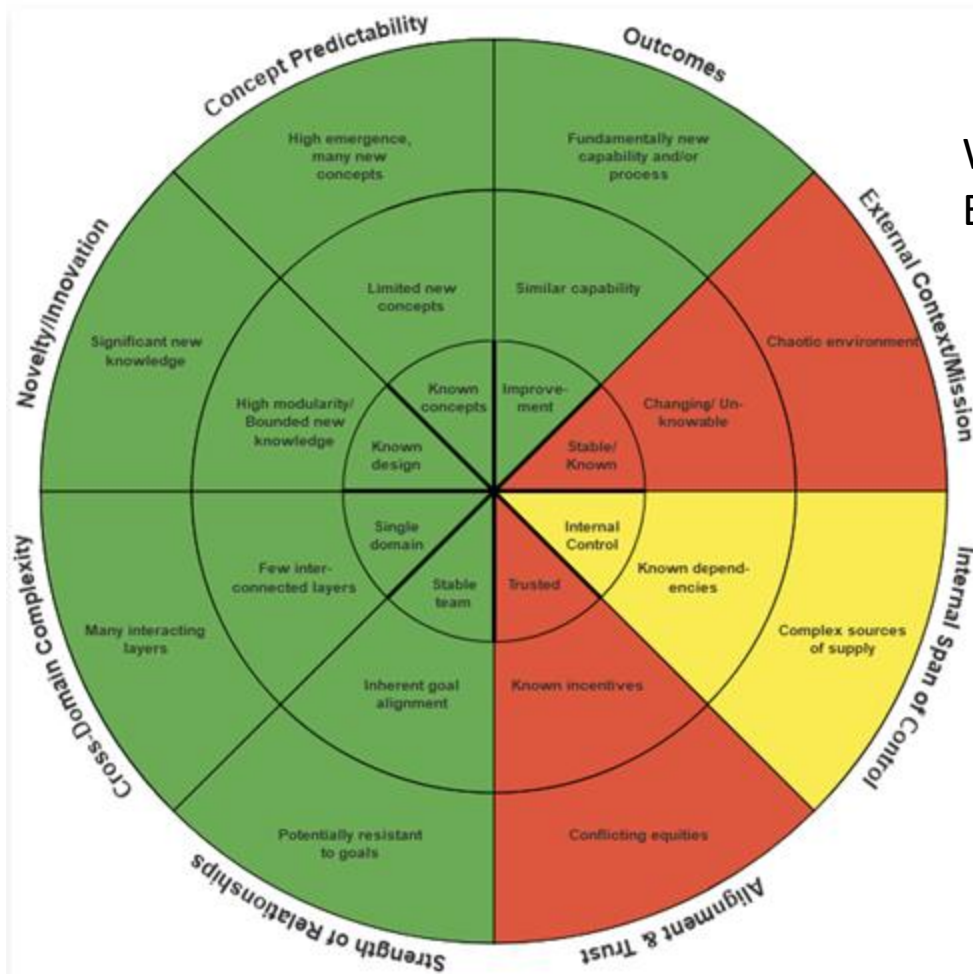 Concept Predictability
Outcomes
External Context/Mission
Internal Span of Control
Alignment & Trust
Strength of Relationships
Cross-Domain Complexity
Novelty/Innovation
High emergence,
many new
concepts
Fundamentally new
capability and/or
process
Limited new
concepts
Similar capability
Significant new
knowledge
Chaotic environment
High modularity/
Bounded new
knowledge
Known
concepts
Improve-
ment
Changing/ Un-
knowable
Known
design
Stable/
Known
Single
domain
Internal
Control
Few inter-
connected layers
Stable
team
Trusted
Known depend-
encies
Many interacting
layers
Complex sources
of supply
Inherent goal
alignment
Known incentives
Potentially resistant
to goals
Conflicting equities